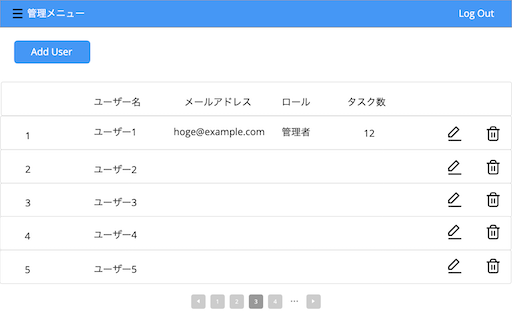 管理メニュー Log Out
Add User
ユーザー名 メールアドレス ロール タスク数
1 ユーザー1 hoge@example.com 管理者 12
2 ユーザー2
3 ユーザー3
4 ユーザー4
5 ユーザー5
1 2 3 4 ...